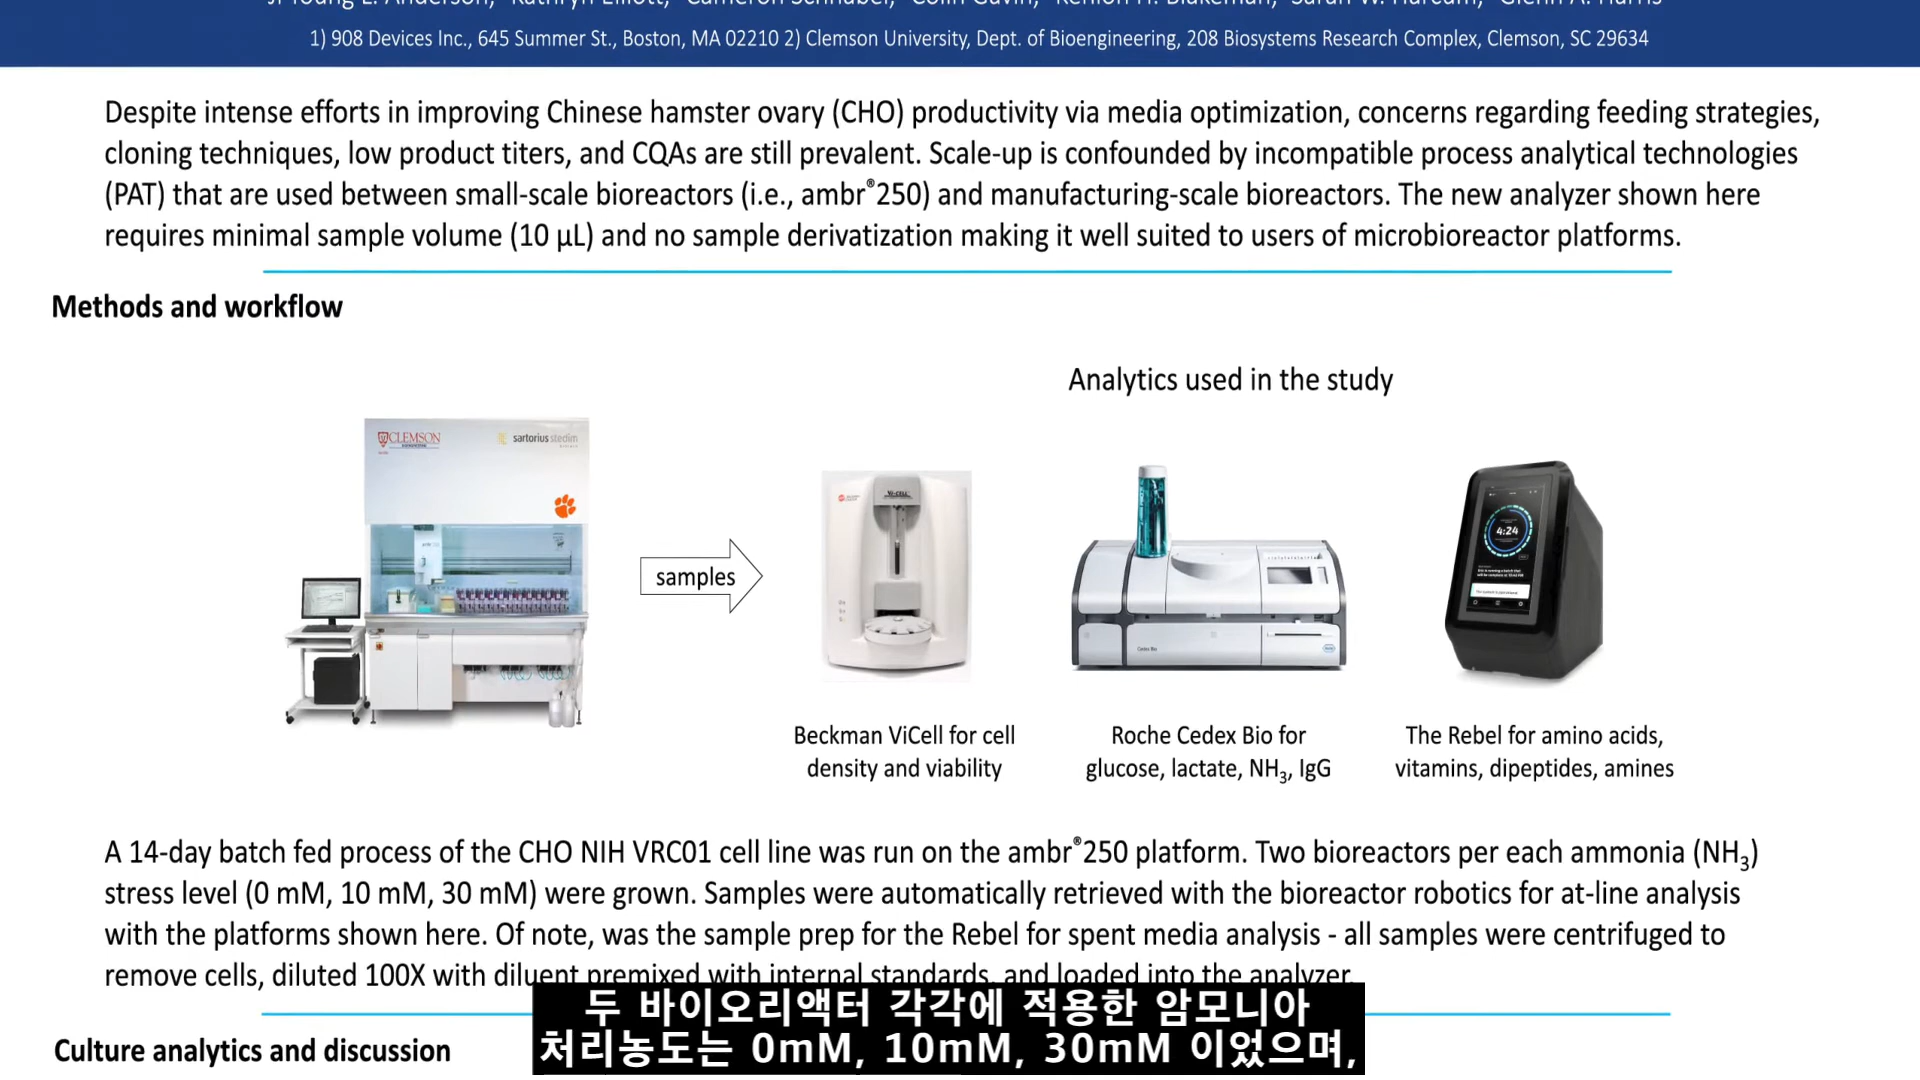 1) 908 Devices Inc., 645 Summer St., Boston, MA 02210 2) Clemson University, Dept. of Bioengineering, 208 Biosystems Research Complex, Clemson, SC 29634
Despite intense efforts in improving Chinese hamster ovary (CHO) productivity via media optimization, concerns regarding feeding strategies,
cloning techniques, low product titers, and CQAs are still prevalent. Scale-up is confounded by incompatible process analytical technologies
(PAT) that are used between small-scale bioreactors (i.e., ambr®250) and manufacturing-scale bioreactors. The new analyzer shown here
requires minimal sample volume (10 µL) and no sample derivatization making it well suited to users of microbioreactor platforms.
Methods and workflow
Analytics used in the study
CLEMSON
sartorius stedim
samples
Vi-CELL
Cedex Bio
4:24
Beckman ViCell for cell
density and viability
Roche Cedex Bio for
glucose, lactate, NH₃, IgG
The Rebel for amino acids,
vitamins, dipeptides, amines
A 14-day batch fed process of the CHO NIH VRC01 cell line was run on the ambr®250 platform. Two bioreactors per each ammonia (NH₃)
stress level (0 mM, 10 mM, 30 mM) were grown. Samples were automatically retrieved with the bioreactor robotics for at-line analysis
with the platforms shown here. Of note, was the sample prep for the Rebel for spent media analysis - all samples were centrifuged to
remove cells, diluted 100X with diluent premixed with internal standards, and loaded into the analyzer.
두 바이오리액터 각각에 적용한 암모니아
처리농도는 0mM, 10mM, 30mM 이었으며,
Culture analytics and discussion